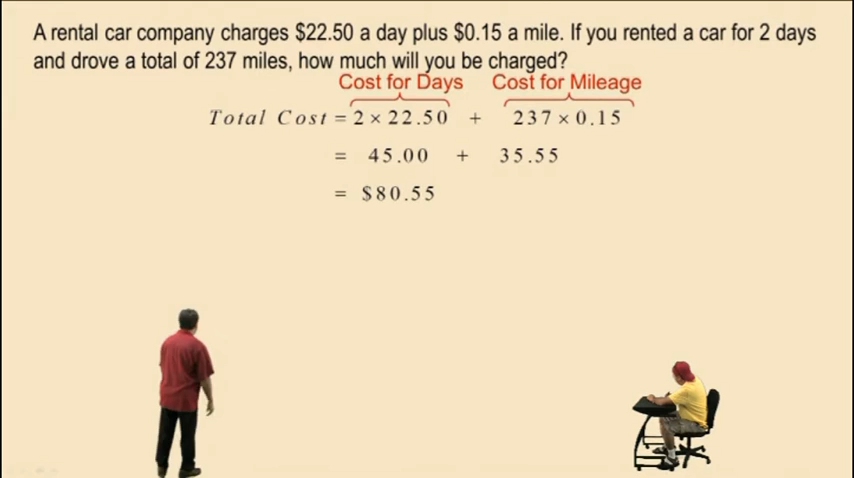 A rental car company charges $22.50 a day plus $0.15 a mile. If you rented a car for 2 days
and drove a total of 237 miles, how much will you be charged?
Cost for Days Cost for Mileage
Total Cost = 2 × 22.50 + 237 × 0.15
= 45.00 + 35.55
= $80.55